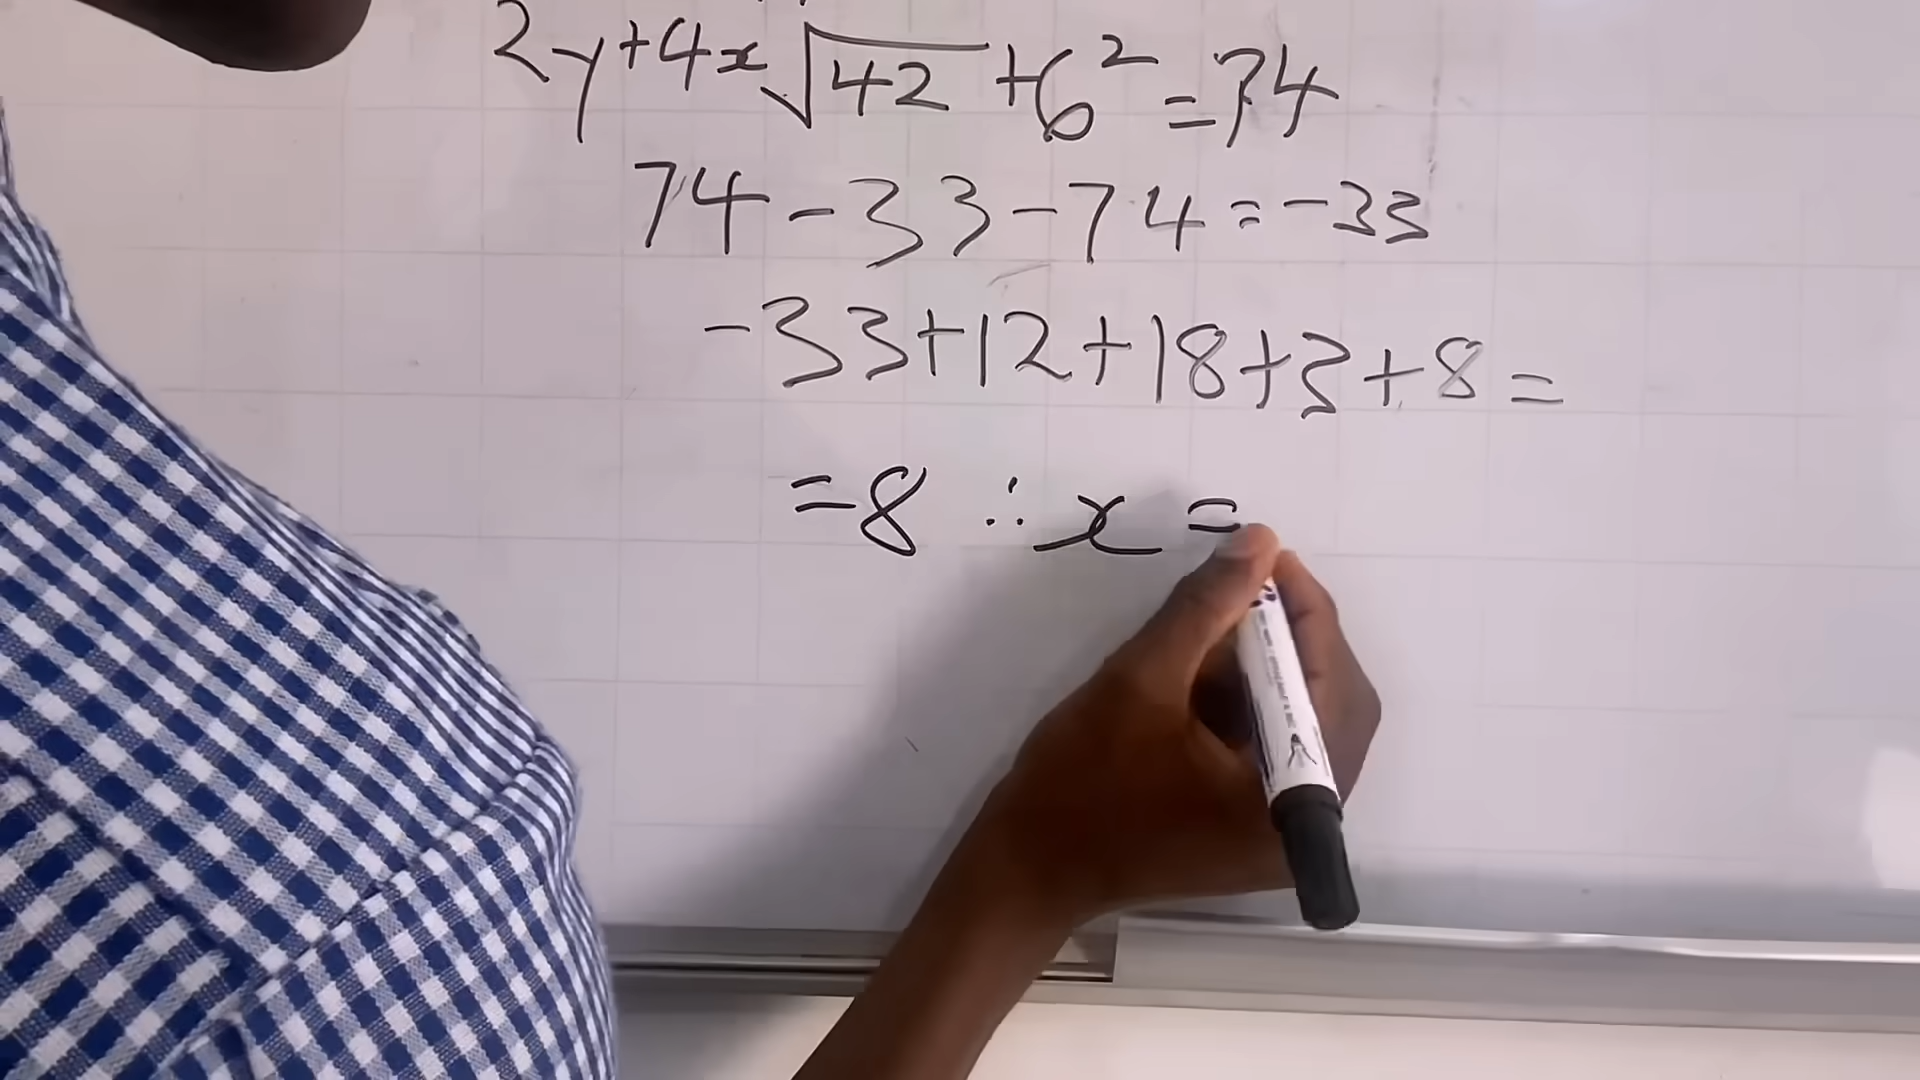 2y+4x√42+6²=74
74-33-74=-33
-33+12+18+3+8=
=8 ∴ x =